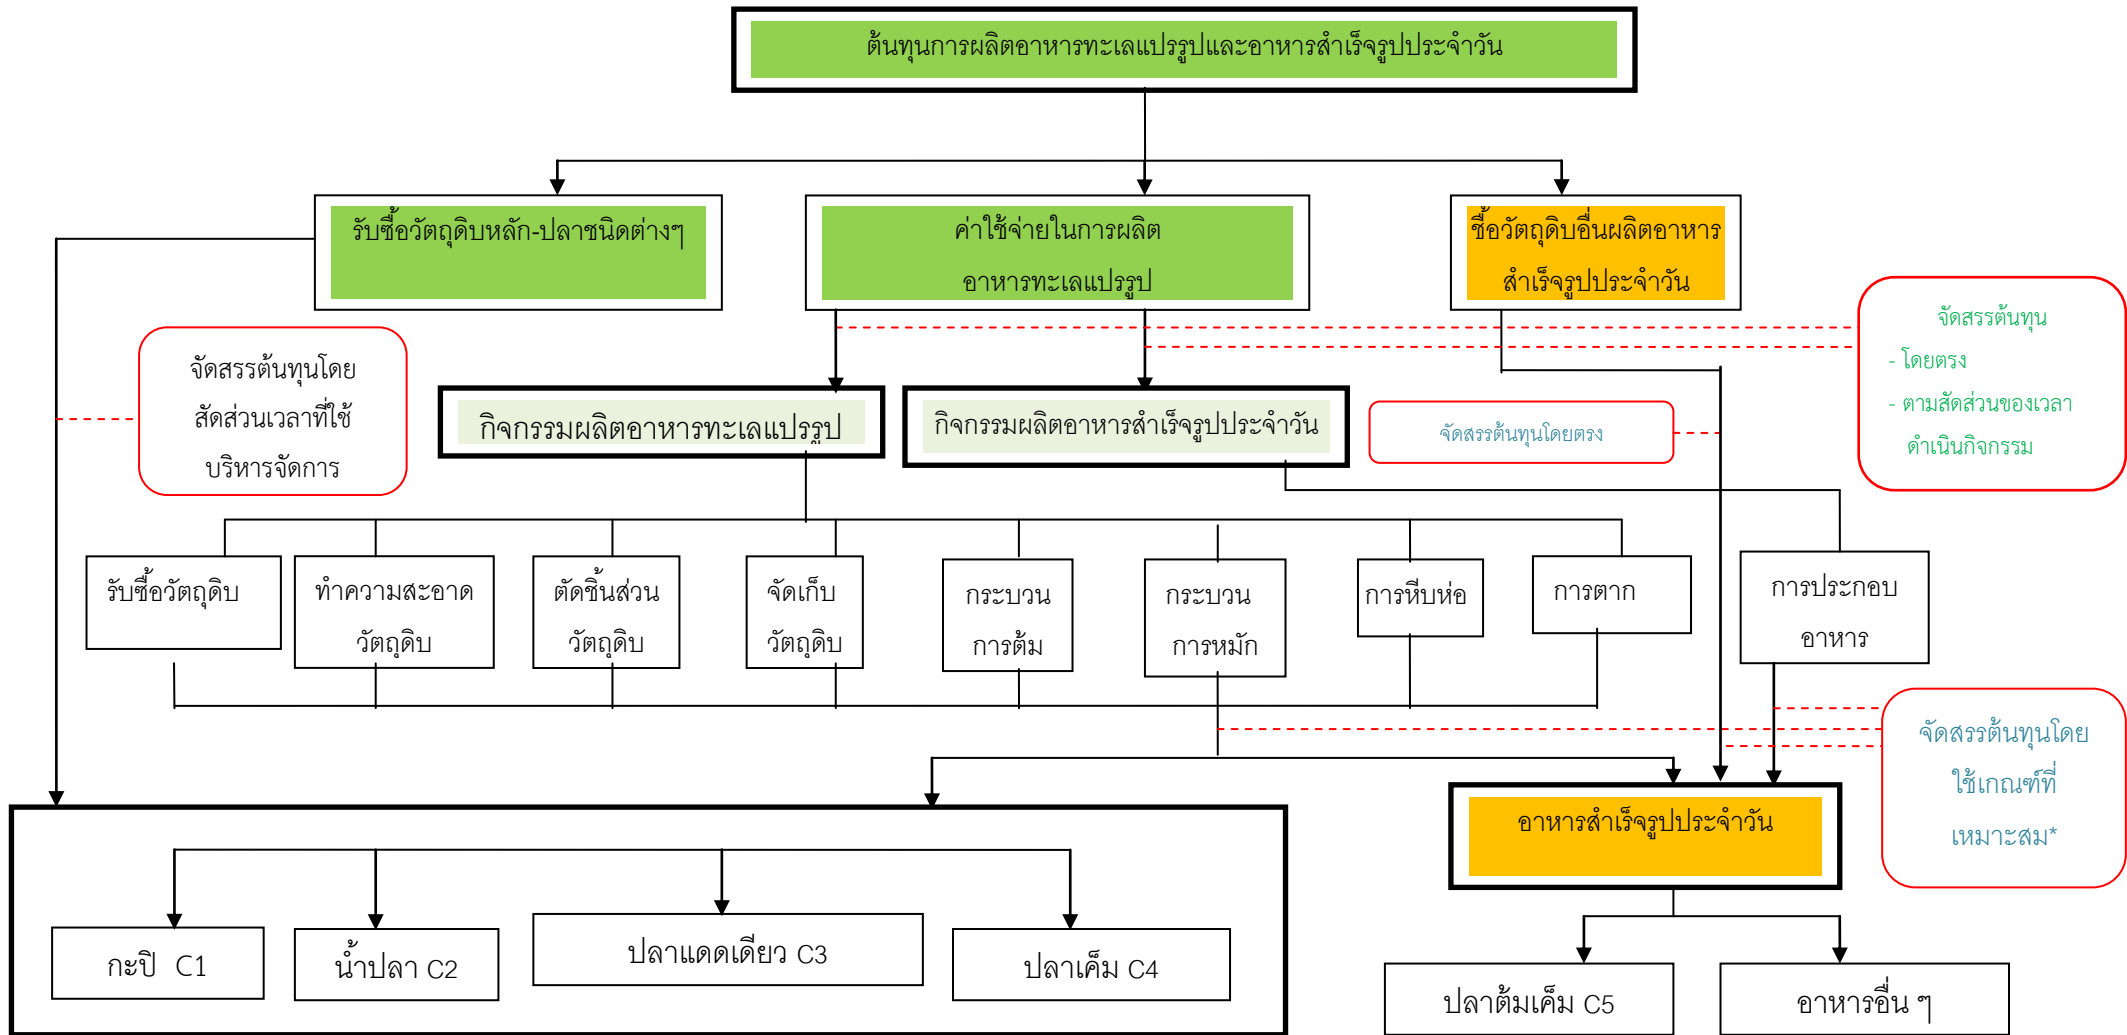 ต้นทุนการผลิตอาหารทะเลแปรรูปและอาหารสำเร็จรูปประจำวัน
รับซื้อวัตถุดิบหลัก-ปลาชนิดต่างๆ
ค่าใช้จ่ายในการผลิต
อาหารทะเลแปรรูป
ซื้อวัตถุดิบอื่นผลิตอาหาร
สำเร็จรูปประจำวัน
จัดสรรต้นทุน
- โดยตรง
- ตามสัดส่วนของเวลา
ดำเนินกิจกรรม
จัดสรรต้นทุนโดย
สัดส่วนเวลาที่ใช้
บริหารจัดการ
กิจกรรมผลิตอาหารทะเลแปรรูป
กิจกรรมผลิตอาหารสำเร็จรูปประจำวัน
จัดสรรต้นทุนโดยตรง
รับซื้อวัตถุดิบ
ทำความสะอาด
วัตถุดิบ
ตัดชิ้นส่วน
วัตถุดิบ
จัดเก็บ
วัตถุดิบ
กระบวน
การต้ม
กระบวน
การหมัก
การหีบห่อ
การตาก
การประกอบ
อาหาร
จัดสรรต้นทุนโดย
ใช้เกณฑ์ที่
เหมาะสม*
อาหารสำเร็จรูปประจำวัน
กะปิ C1
น้ำปลา C2
ปลาแดดเดียว C3
ปลาเค็ม C4
ปลาต้มเค็ม C5
อาหารอื่น ๆ